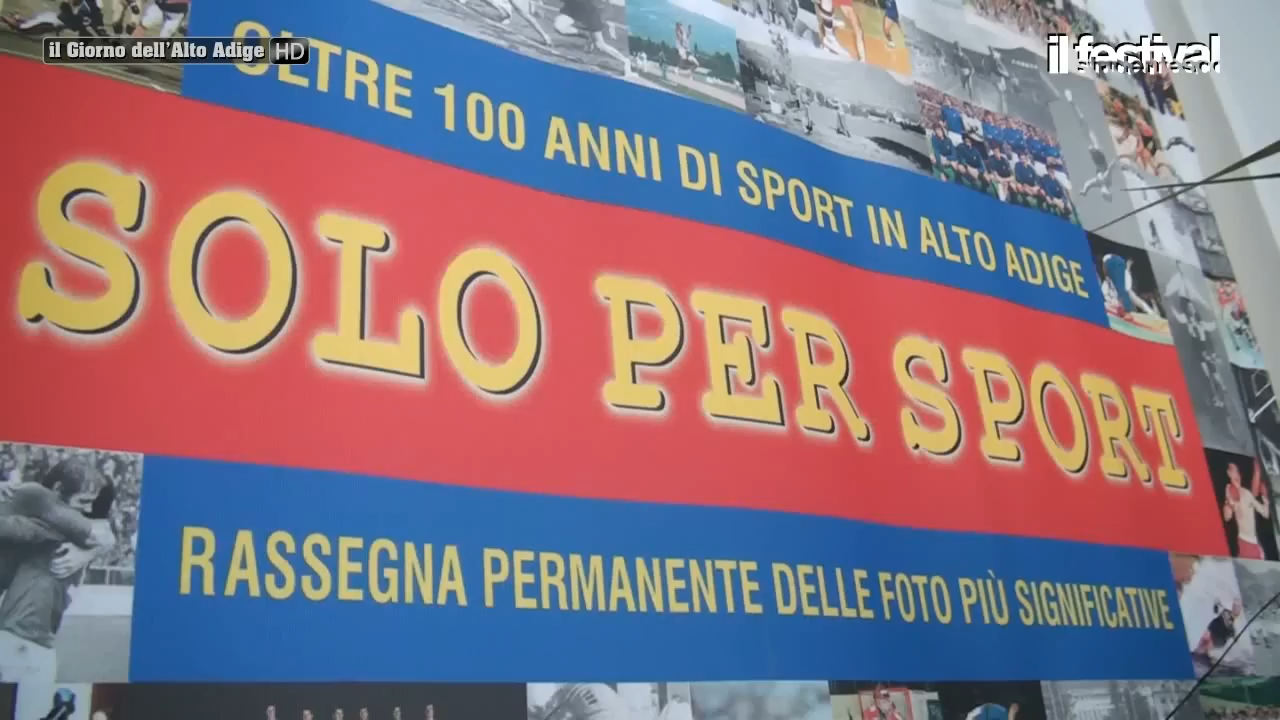 il Giorno dell'Alto Adige HD
il festival
studentesco
OLTRE 100 ANNI DI SPORT IN ALTO ADIGE
SOLO PER SPORT
RASSEGNA PERMANENTE DELLE FOTO PIÙ SIGNIFICATIVE